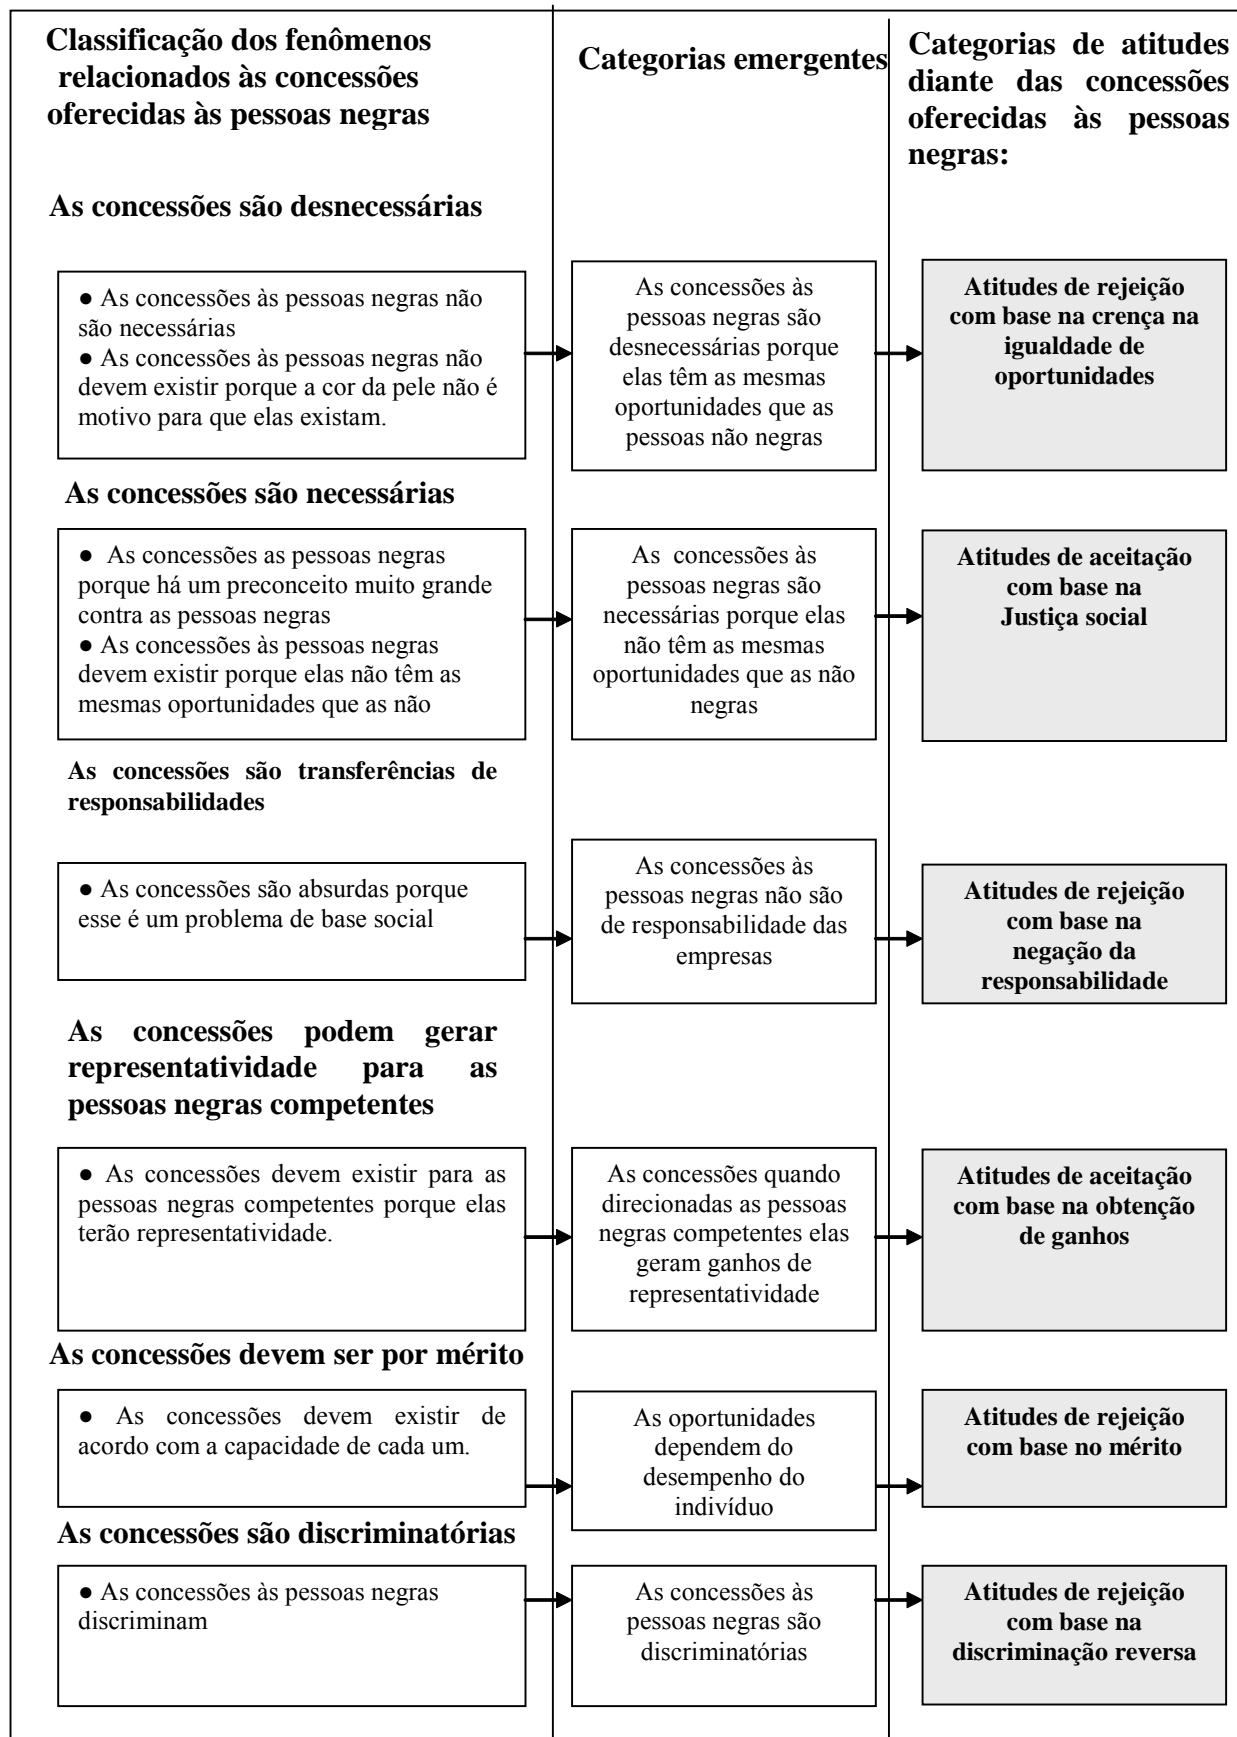 Classificação dos fenômenos
relacionados às concessões
oferecidas às pessoas negras
Categorias emergentes
Categorias de atitudes
diante das concessões
oferecidas às pessoas
negras:
As concessões são desnecessárias
● As concessões às pessoas negras não
são necessárias
● As concessões às pessoas negras não
devem existir porque a cor da pele não é
motivo para que elas existam.
As concessões às
pessoas negras são
desnecessárias porque
elas têm as mesmas
oportunidades que as
pessoas não negras
Atitudes de rejeição
com base na crença na
igualdade de
oportunidades
As concessões são necessárias
● As concessões as pessoas negras
porque há um preconceito muito grande
contra as pessoas negras
● As concessões às pessoas negras
devem existir porque elas não têm as
mesmas oportunidades que as não
As concessões às
pessoas negras são
necessárias porque elas
não têm as mesmas
oportunidades que as não
negras
Atitudes de aceitação
com base na
Justiça social
As concessões são transferências de
responsabilidades
● As concessões são absurdas porque
esse é um problema de base social
As concessões às
pessoas negras não são
de responsabilidade das
empresas
Atitudes de rejeição
com base na
negação da
responsabilidade
As concessões podem gerar
representatividade para as
pessoas negras competentes
● As concessões devem existir para as
pessoas negras competentes porque elas
terão representatividade.
As concessões quando
direcionadas as pessoas
negras competentes elas
geram ganhos de
representatividade
Atitudes de aceitação
com base na obtenção
de ganhos
As concessões devem ser por mérito
● As concessões devem existir de
acordo com a capacidade de cada um.
As oportunidades
dependem do
desempenho do
indivíduo
Atitudes de rejeição
com base no mérito
As concessões são discriminatórias
● As concessões às pessoas negras
discriminam
As concessões às
pessoas negras são
discriminatórias
Atitudes de rejeição
com base na
discriminação reversa